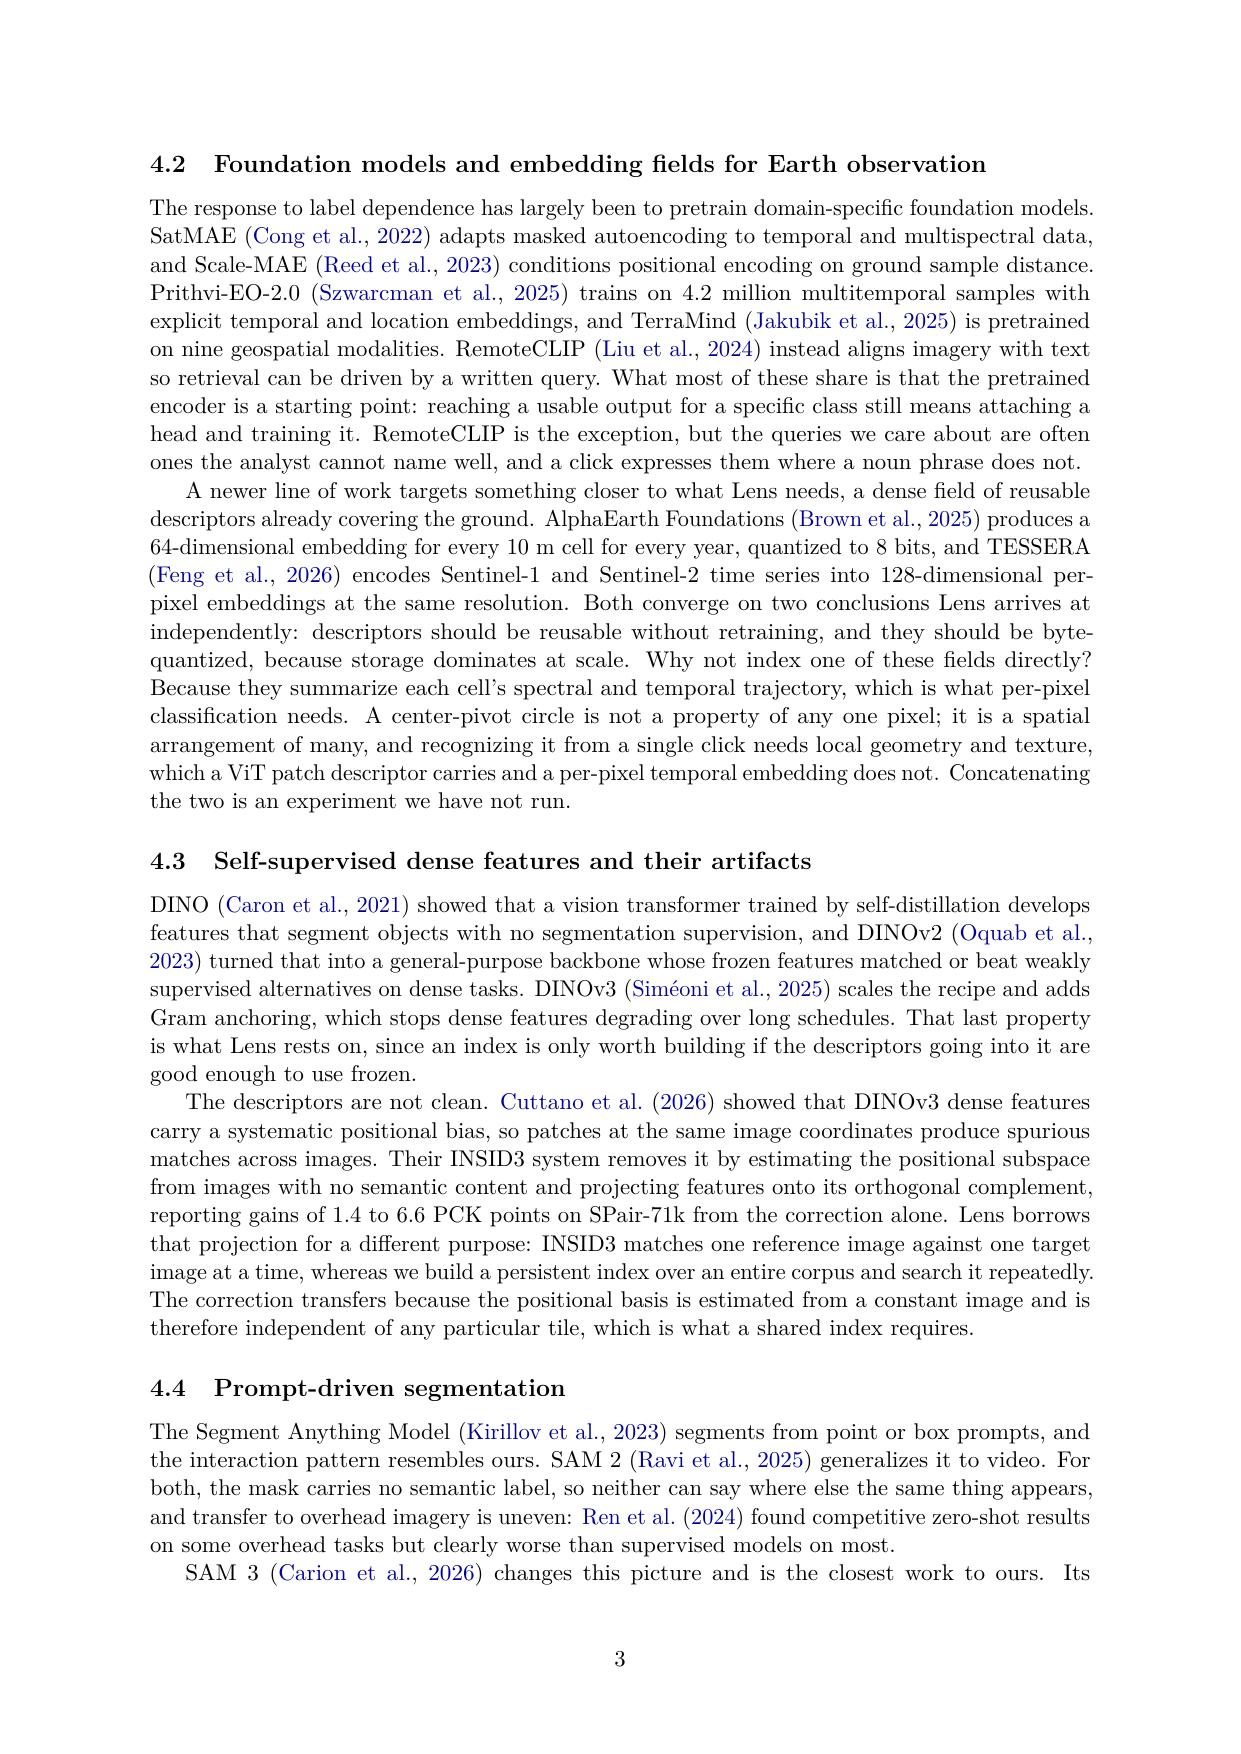 4.2 Foundation models and embedding fields for Earth observation
The response to label dependence has largely been to pretrain domain-specific foundation models.
SatMAE (Cong et al., 2022) adapts masked autoencoding to temporal and multispectral data,
and Scale-MAE (Reed et al., 2023) conditions positional encoding on ground sample distance.
Prithvi-EO-2.0 (Szwarcman et al., 2025) trains on 4.2 million multitemporal samples with
explicit temporal and location embeddings, and TerraMind (Jakubik et al., 2025) is pretrained
on nine geospatial modalities. RemoteCLIP (Liu et al., 2024) instead aligns imagery with text
so retrieval can be driven by a written query. What most of these share is that the pretrained
encoder is a starting point: reaching a usable output for a specific class still means attaching a
head and training it. RemoteCLIP is the exception, but the queries we care about are often
ones the analyst cannot name well, and a click expresses them where a noun phrase does not.
A newer line of work targets something closer to what Lens needs, a dense field of reusable
descriptors already covering the ground. AlphaEarth Foundations (Brown et al., 2025) produces a
64-dimensional embedding for every 10 m cell for every year, quantized to 8 bits, and TESSERA
(Feng et al., 2026) encodes Sentinel-1 and Sentinel-2 time series into 128-dimensional per-
pixel embeddings at the same resolution. Both converge on two conclusions Lens arrives at
independently: descriptors should be reusable without retraining, and they should be byte-
quantized, because storage dominates at scale. Why not index one of these fields directly?
Because they summarize each cell's spectral and temporal trajectory, which is what per-pixel
classification needs. A center-pivot circle is not a property of any one pixel; it is a spatial
arrangement of many, and recognizing it from a single click needs local geometry and texture,
which a ViT patch descriptor carries and a per-pixel temporal embedding does not. Concatenating
the two is an experiment we have not run.
4.3 Self-supervised dense features and their artifacts
DINO (Caron et al., 2021) showed that a vision transformer trained by self-distillation develops
features that segment objects with no segmentation supervision, and DINOv2 (Oquab et al.,
2023) turned that into a general-purpose backbone whose frozen features matched or beat weakly
supervised alternatives on dense tasks. DINOv3 (Siméoni et al., 2025) scales the recipe and adds
Gram anchoring, which stops dense features degrading over long schedules. That last property
is what Lens rests on, since an index is only worth building if the descriptors going into it are
good enough to use frozen.
The descriptors are not clean. Cuttano et al. (2026) showed that DINOv3 dense features
carry a systematic positional bias, so patches at the same image coordinates produce spurious
matches across images. Their INSID3 system removes it by estimating the positional subspace
from images with no semantic content and projecting features onto its orthogonal complement,
reporting gains of 1.4 to 6.6 PCK points on SPair-71k from the correction alone. Lens borrows
that projection for a different purpose: INSID3 matches one reference image against one target
image at a time, whereas we build a persistent index over an entire corpus and search it repeatedly.
The correction transfers because the positional basis is estimated from a constant image and is
therefore independent of any particular tile, which is what a shared index requires.
4.4 Prompt-driven segmentation
The Segment Anything Model (Kirillov et al., 2023) segments from point or box prompts, and
the interaction pattern resembles ours. SAM 2 (Ravi et al., 2025) generalizes it to video. For
both, the mask carries no semantic label, so neither can say where else the same thing appears,
and transfer to overhead imagery is uneven: Ren et al. (2024) found competitive zero-shot results
on some overhead tasks but clearly worse than supervised models on most.
SAM 3 (Carion et al., 2026) changes this picture and is the closest work to ours. Its
3